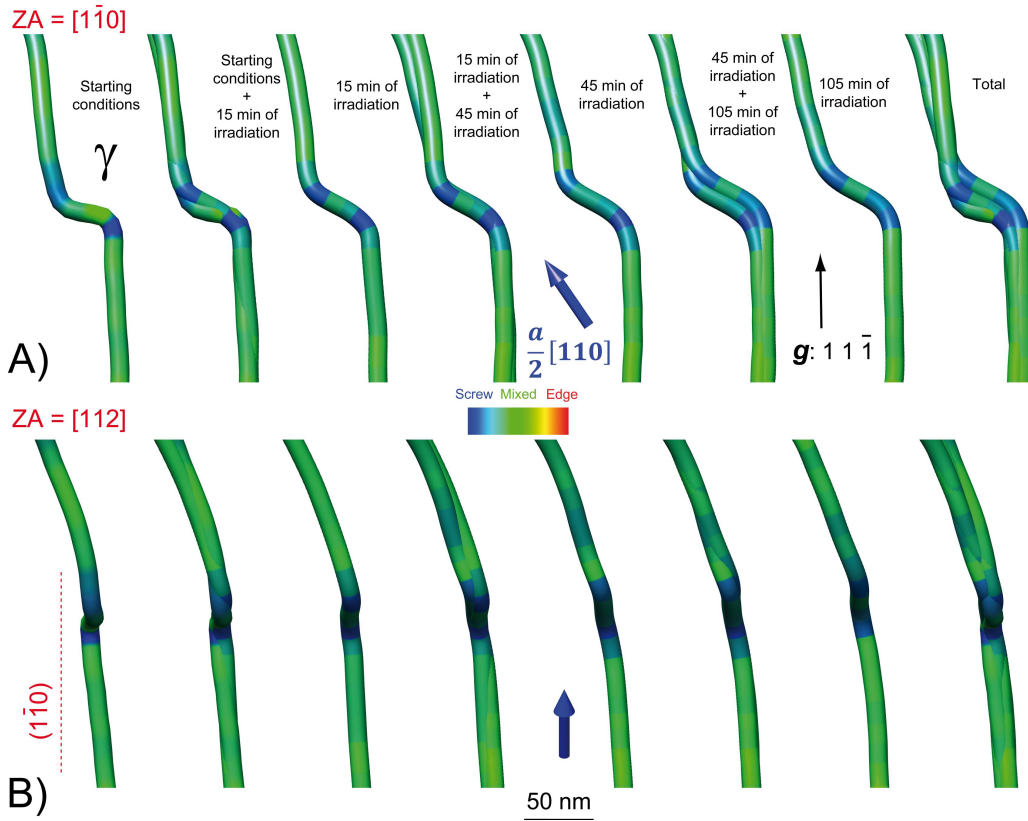 ZA = [11̄0]
Starting
conditions
γ
Starting
conditions
+
15 min of
irradiation
15 min of
irradiation
15 min of
irradiation
+
45 min of
irradiation
45 min of
irradiation
45 min of
irradiation
+
105 min of
irradiation
105 min of
irradiation
Total
a/2 [110]
g: 1 1 1̄
A)
Screw Mixed Edge
ZA = [112]
(11̄0)
B)
50 nm